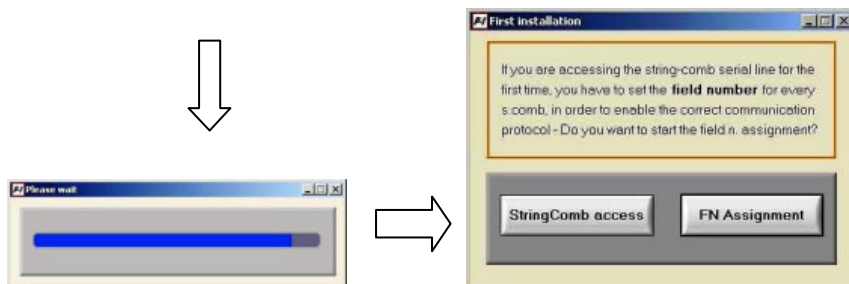 First installation
If you are accessing the string-comb serial line for the
first time, you have to set the field number for every
s.comb, in order to enable the correct communication
protocol - Do you want to start the field n. assignment?
Please wait
StringComb access
FN Assignment